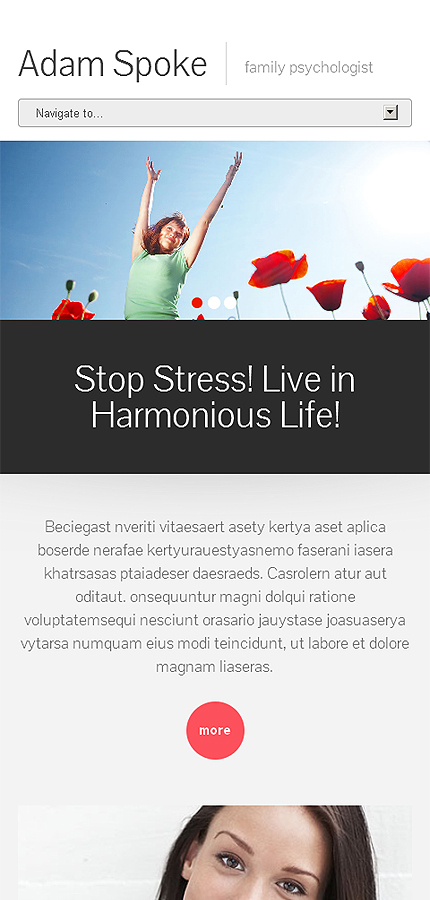 Adam Spoke
family psychologist
Navigate to...
Stop Stress! Live in
Harmonious Life!
Beciegast nveriti vitaesaert asety kertya aset aplica
boserde nerafae kertyurauestyasnemo faserani iasera
khatrsasas ptaiadeser daesraeds. Casrolern atur aut
oditaut. onsequuntur magni dolqui ratione
voluptatemsequi nesciunt orasario jauystase joasuaserya
vytarsa numquam eius modi teincidunt, ut labore et dolore
magnam liaseras.
more